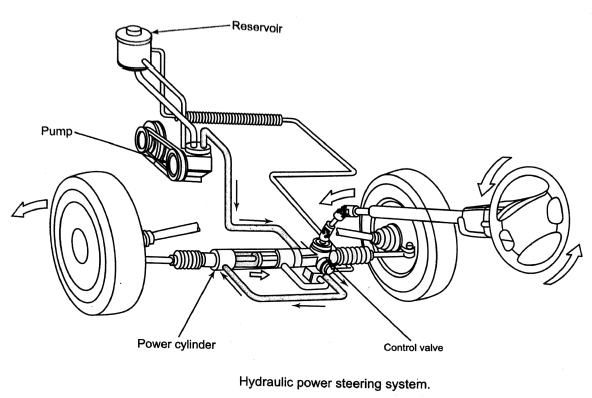 Reservoir
Pump
Power cylinder
Control valve
Hydraulic power steering system.